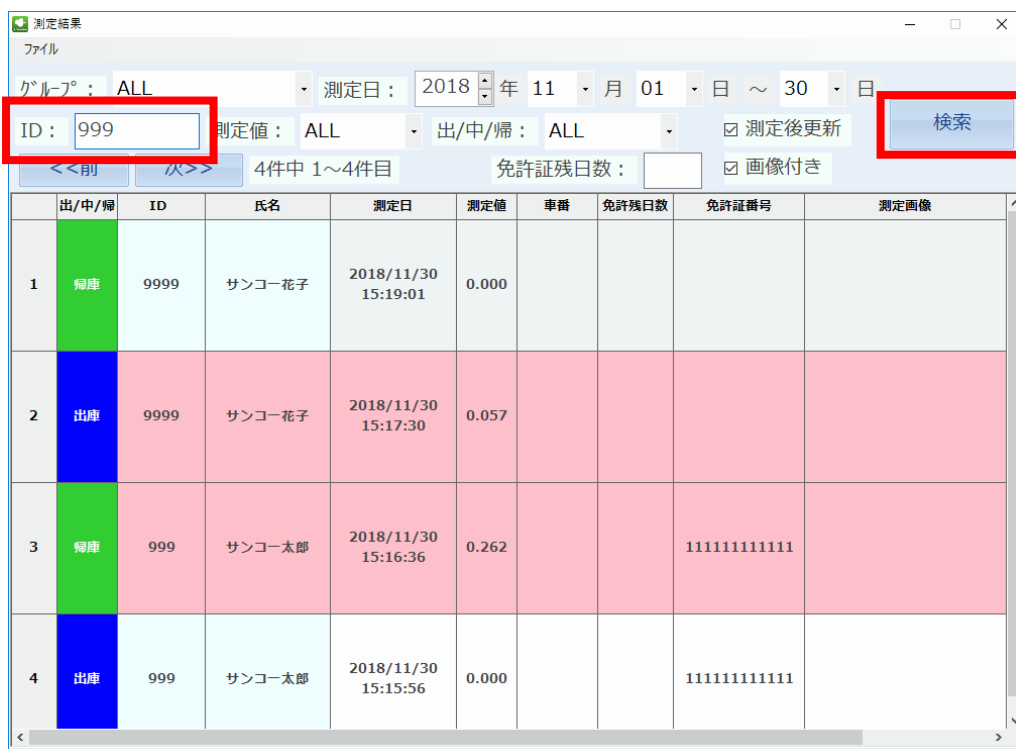 測定結果
ファイル
グループ： ALL 測定日： 2018 年 11 月 01 日 ～ 30 日
ID： 999 測定値： ALL 出/中/帰： ALL ☑ 測定後更新 検索
<<前 次>> 4件中 1～4件目 免許証残日数： ☑ 画像付き
出/中/帰 ID 氏名 測定日 測定値 車番 免許残日数 免許証番号 測定画像
1 帰庫 9999 サンコー花子 2018/11/30 15:19:01 0.000
2 出庫 9999 サンコー花子 2018/11/30 15:17:30 0.057
3 帰庫 999 サンコー太郎 2018/11/30 15:16:36 0.262 111111111111
4 出庫 999 サンコー太郎 2018/11/30 15:15:56 0.000 111111111111